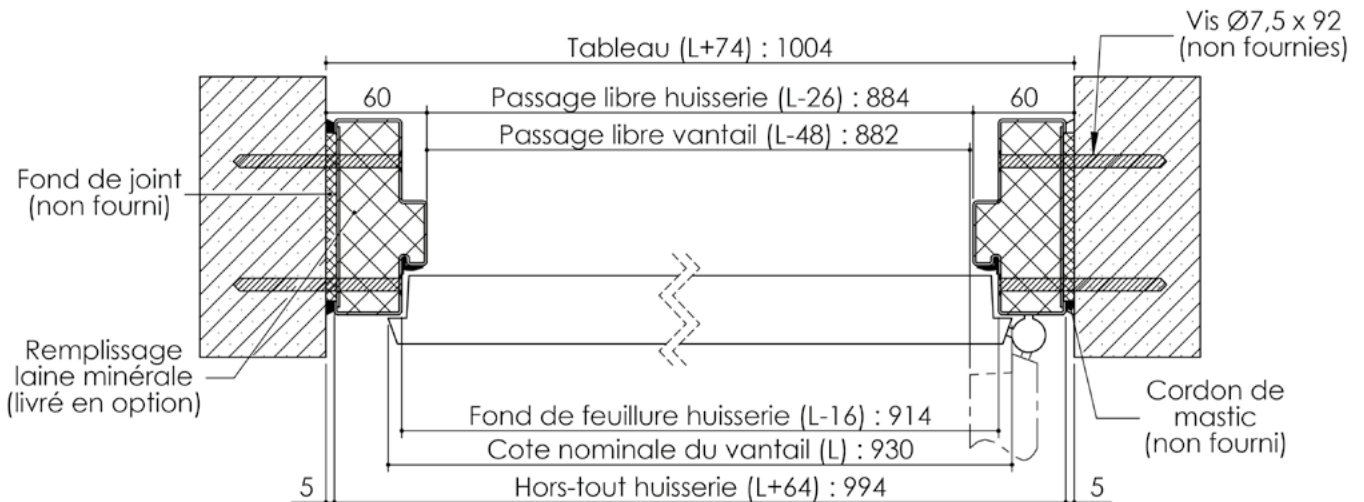 Vis Ø7,5 x 92
(non fournies)
Tableau (L+74) : 1004
60
Passage libre huisserie (L-26) : 884
60
Passage libre vantail (L-48) : 882
Fond de joint
(non fourni)
Remplissage
laine minérale
(livré en option)
Cordon de
mastic
(non fourni)
Fond de feuillure huisserie (L-16) : 914
Cote nominale du vantail (L) : 930
5
Hors-tout huisserie (L+64) : 994
5